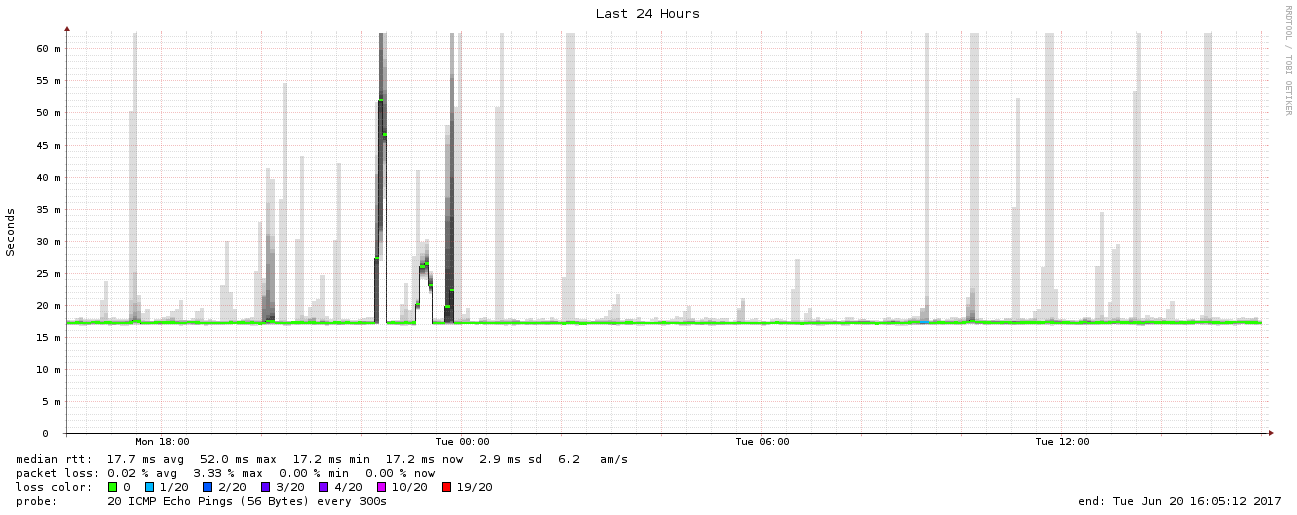 Last 24 Hours
RRDTOOL / TOBI OETIKER
Seconds
60 m
55 m
50 m
45 m
40 m
35 m
30 m
25 m
20 m
15 m
10 m
5 m
0
Mon 18:00 Tue 00:00 Tue 06:00 Tue 12:00
median rtt: 17.7 ms avg 52.0 ms max 17.2 ms min 17.2 ms now 2.9 ms sd 6.2 am/s
packet loss: 0.02 % avg 3.33 % max 0.00 % min 0.00 % now
loss color: 0 1/20 2/20 3/20 4/20 10/20 19/20
probe: 20 ICMP Echo Pings (56 Bytes) every 300s end: Tue Jun 20 16:05:12 2017